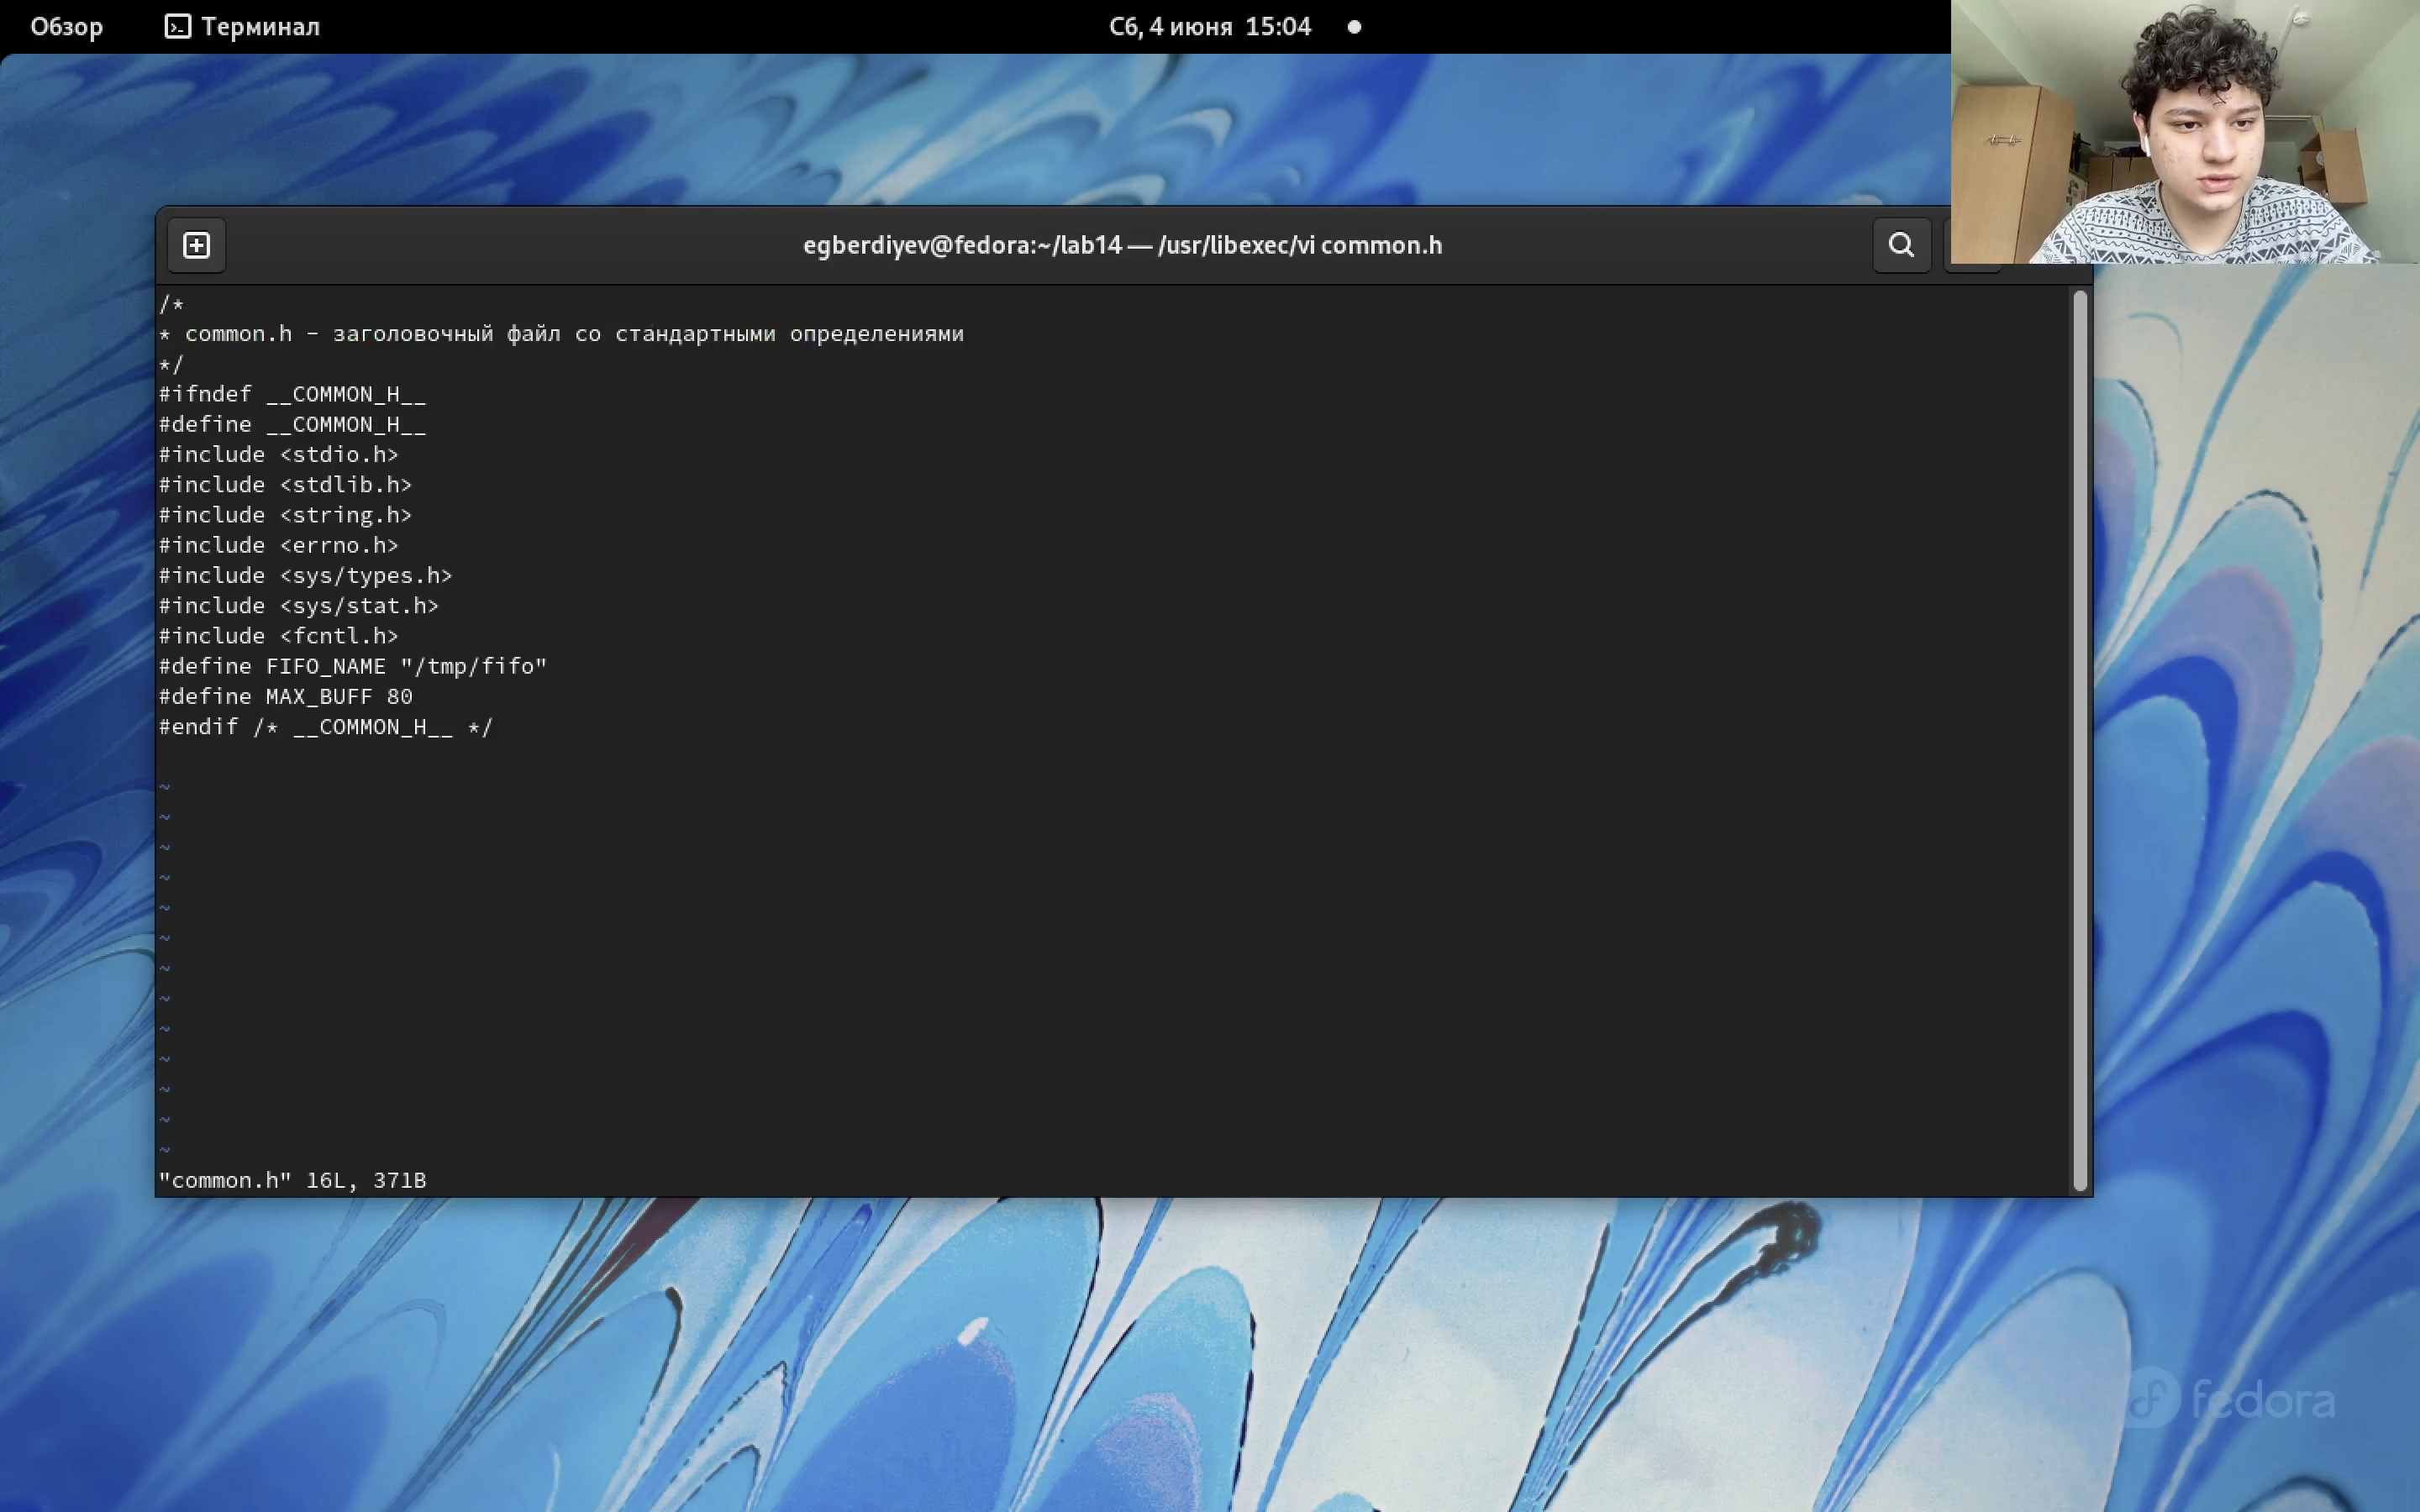 Обзор
Терминал
Сб, 4 июня 15:04
egberdiyev@fedora:~/lab14 — /usr/libexec/vi common.h
/*
* common.h - заголовочный файл со стандартными определениями
*/
#ifndef __COMMON_H__
#define __COMMON_H__
#include <stdio.h>
#include <stdlib.h>
#include <string.h>
#include <errno.h>
#include <sys/types.h>
#include <sys/stat.h>
#include <fcntl.h>
#define FIFO_NAME "/tmp/fifo"
#define MAX_BUFF 80
#endif /* __COMMON_H__ */
~
~
~
~
~
~
~
~
~
~
~
~
~
"common.h" 16L, 371B
fedora